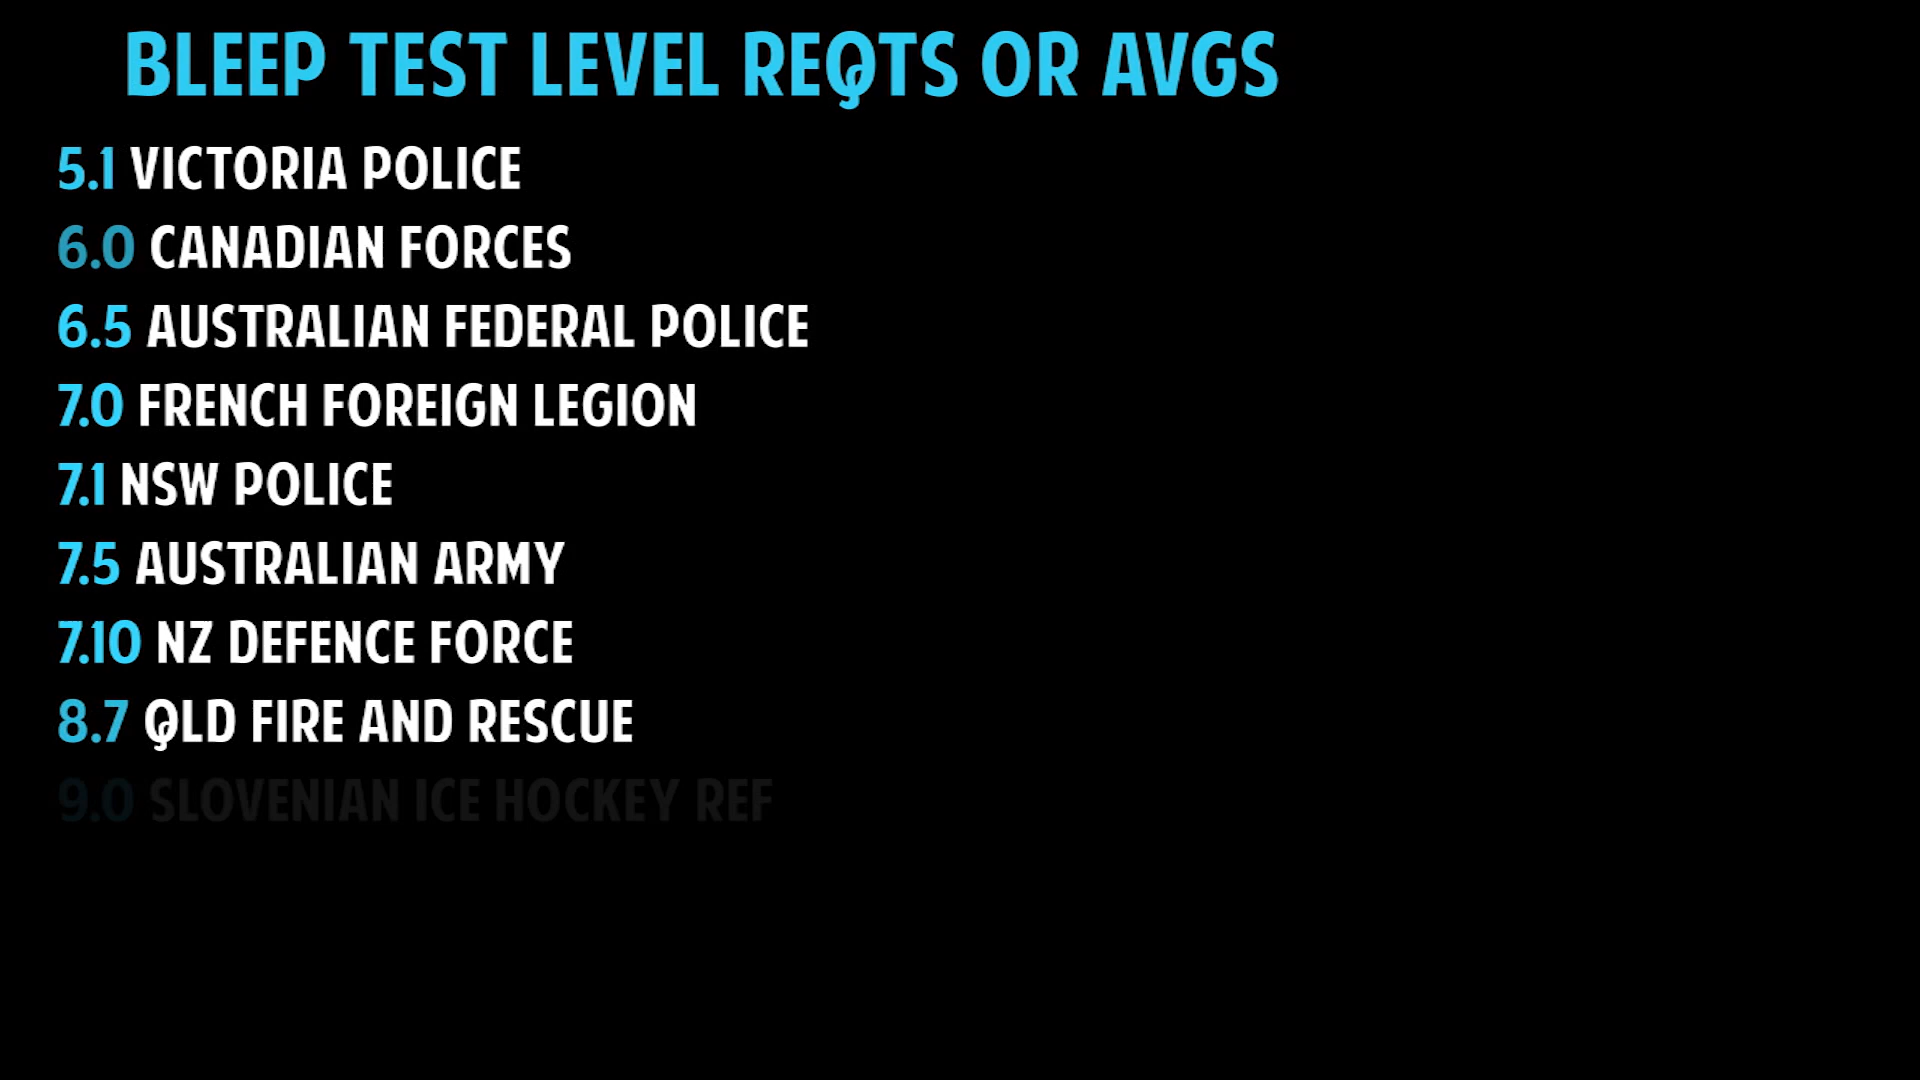 BLEEP TEST LEVEL REQTS OR AVGS
5.1 VICTORIA POLICE
6.0 CANADIAN FORCES
6.5 AUSTRALIAN FEDERAL POLICE
7.0 FRENCH FOREIGN LEGION
7.1 NSW POLICE
7.5 AUSTRALIAN ARMY
7.10 NZ DEFENCE FORCE
8.7 QLD FIRE AND RESCUE
9.0 SLOVENIAN ICE HOCKEY REF